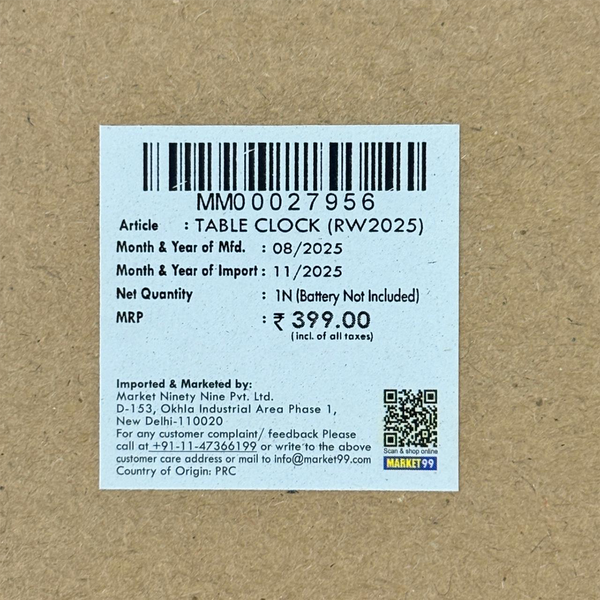 MM00027956
Article : TABLE CLOCK (RW2025)
Month & Year of Mfd. : 08/2025
Month & Year of Import : 11/2025
Net Quantity : 1N (Battery Not Included)
MRP : ₹ 399.00
(incl. of all taxes)
Imported & Marketed by:
Market Ninety Nine Pvt. Ltd.
D-153, Okhla Industrial Area Phase 1,
New Delhi-110020
For any customer complaint/ feedback Please
call at +91-11-47366199 or write to the above
customer care address or mail to info@market99.com
Country of Origin: PRC
Scan & shop online
MARKET99